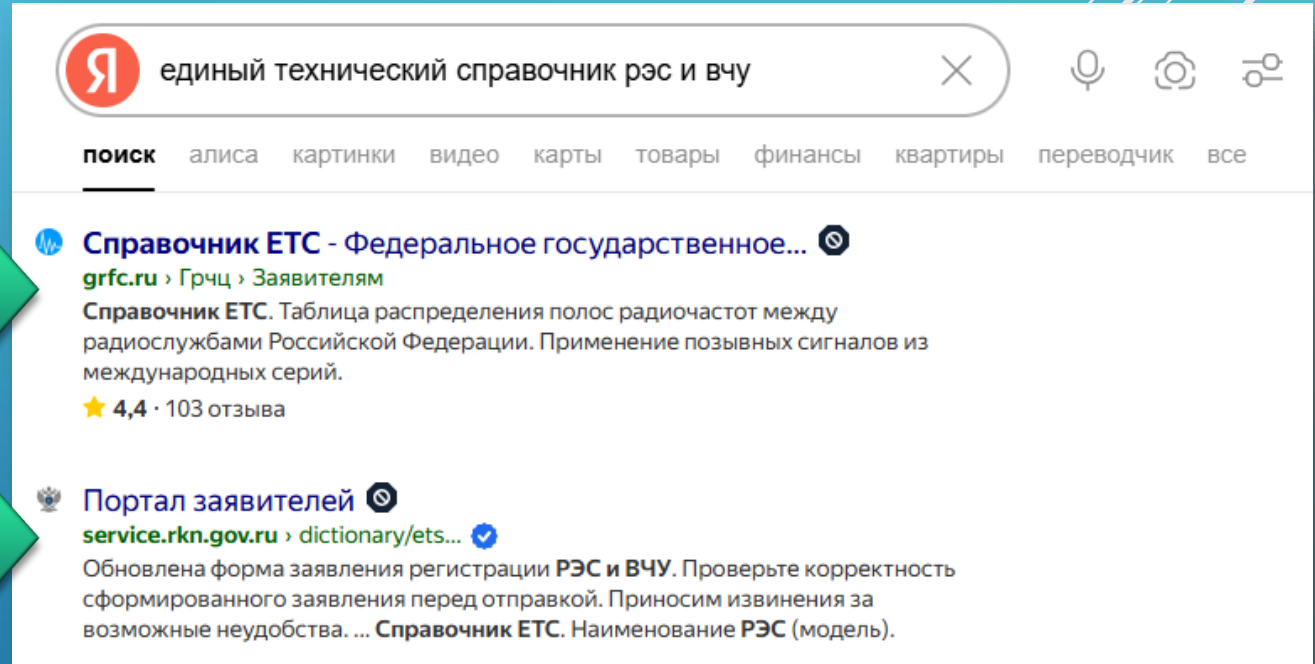 Я единый технический справочник рэс и вчу
поиск алиса картинки видео карты товары финансы квартиры переводчик все
Справочник ЕТС - Федеральное государственное...
grfc.ru › Грчц › Заявителям
Справочник ЕТС. Таблица распределения полос радиочастот между
радиослужбами Российской Федерации. Применение позывных сигналов из
международных серий.
4,4 · 103 отзыва
Портал заявителей
service.rkn.gov.ru › dictionary/ets...
Обновлена форма заявления регистрации РЭС и ВЧУ. Проверьте корректность
сформированного заявления перед отправкой. Приносим извинения за
возможные неудобства. ... Справочник ЕТС. Наименование РЭС (модель).